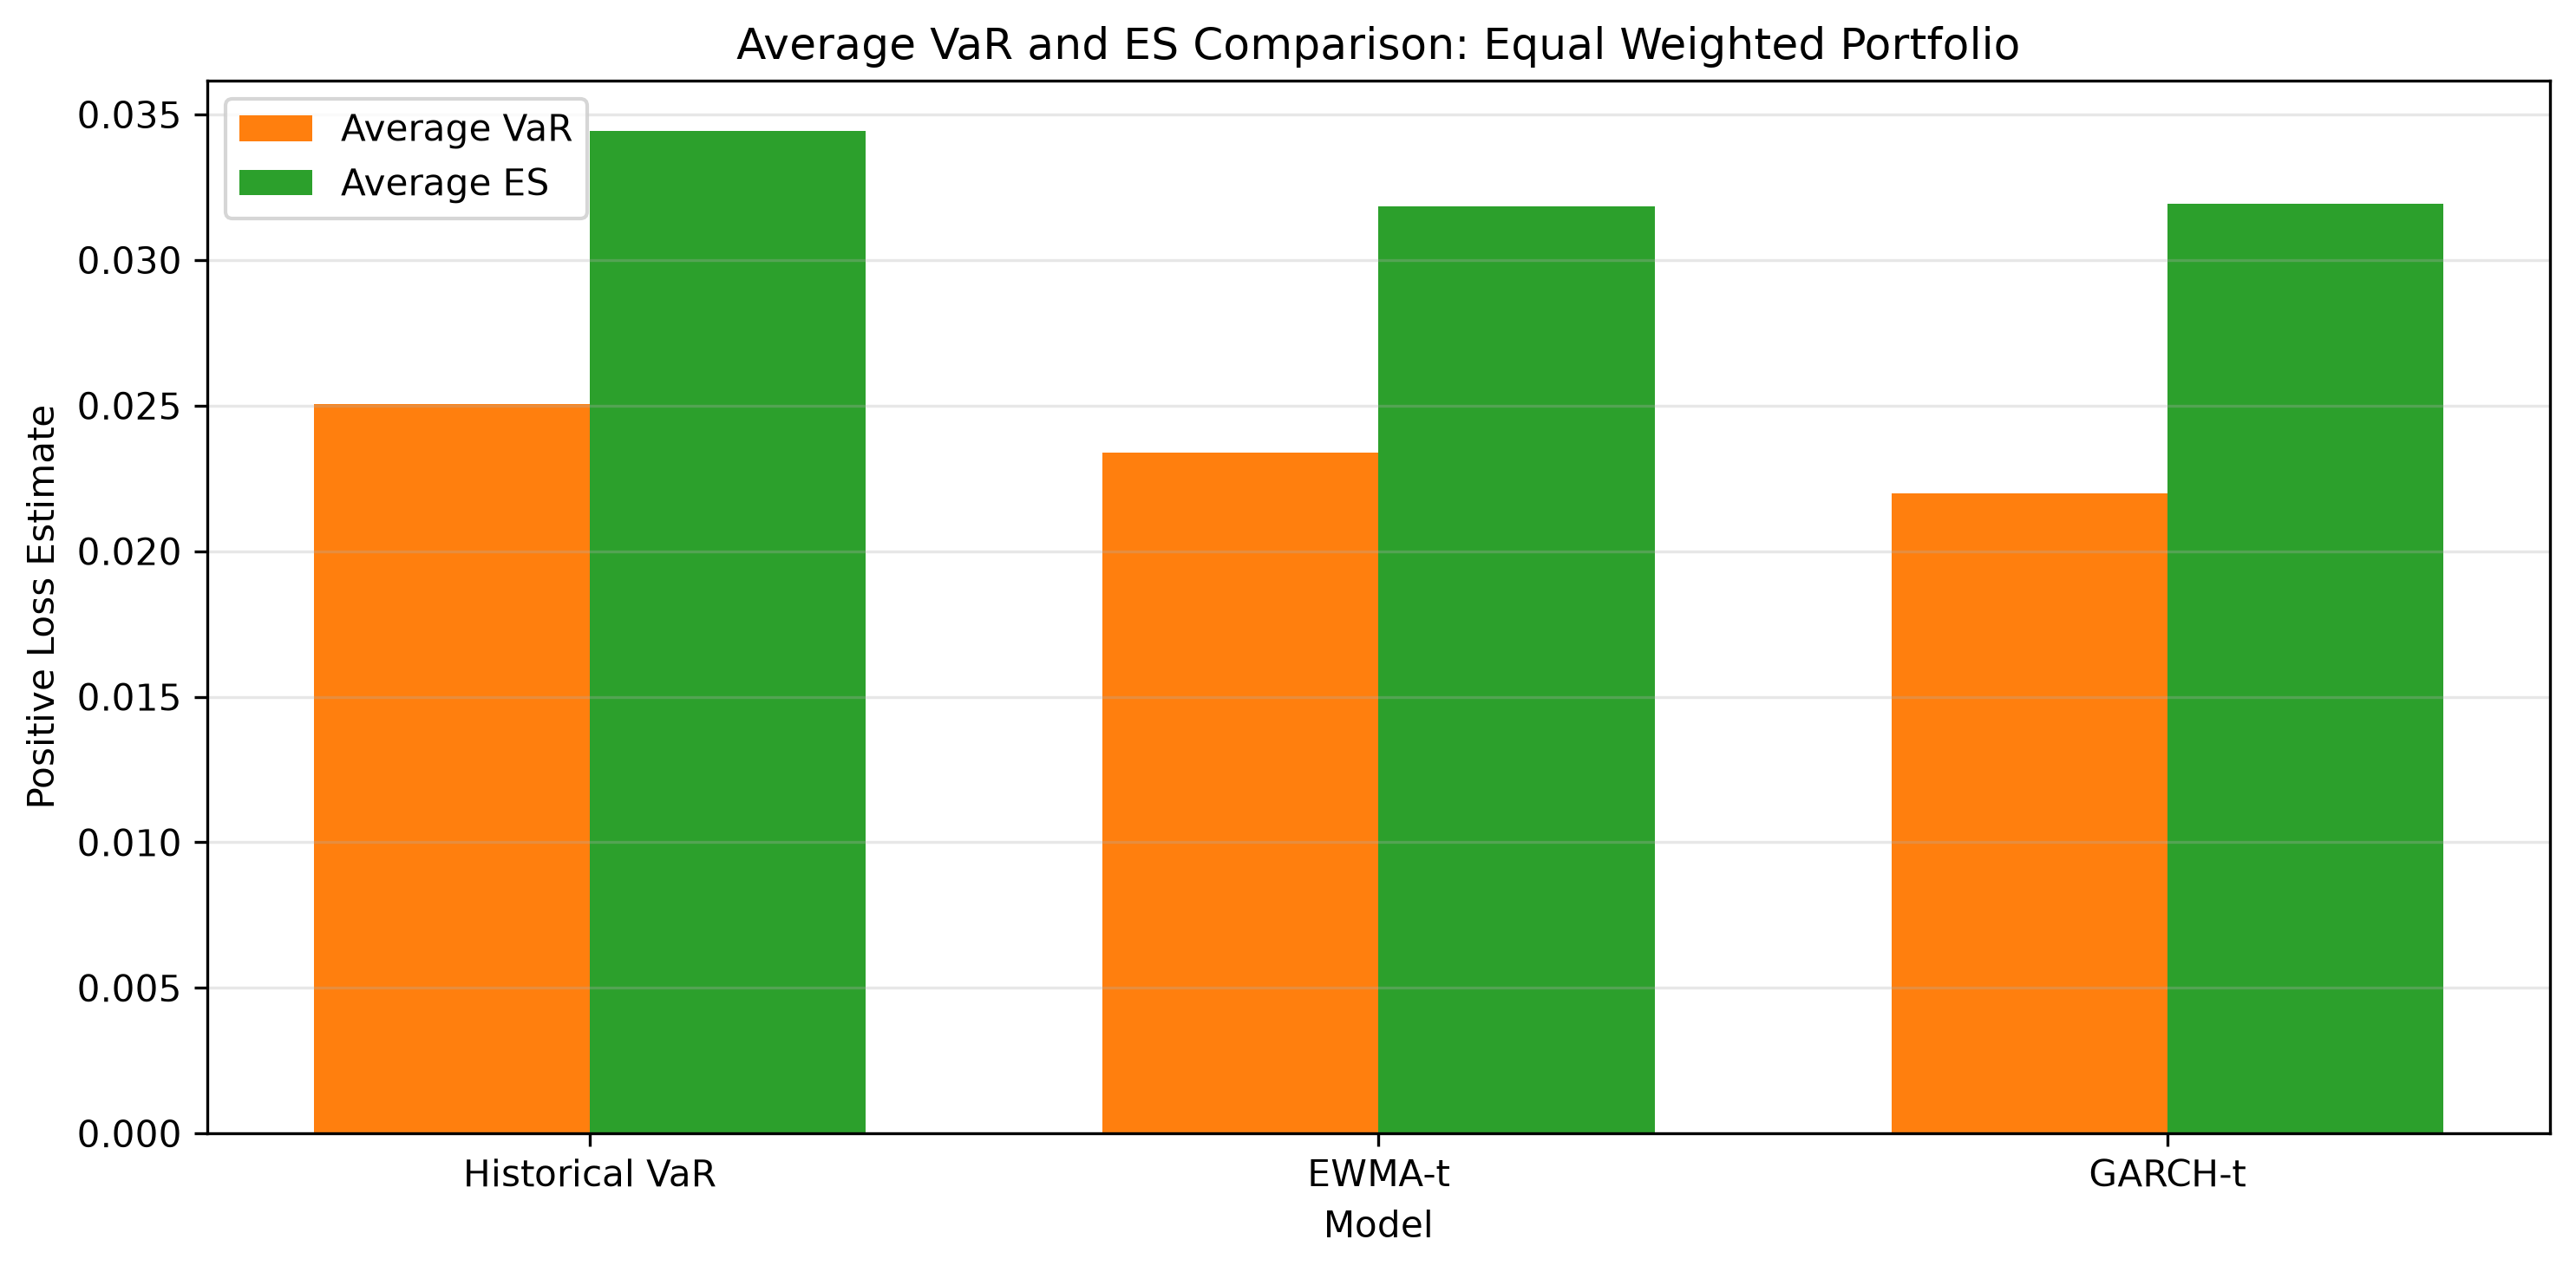 Average VaR and ES Comparison: Equal Weighted Portfolio
Average VaR
Average ES
Positive Loss Estimate
0.035
0.030
0.025
0.020
0.015
0.010
0.005
0.000
Historical VaR
EWMA-t
GARCH-t
Model